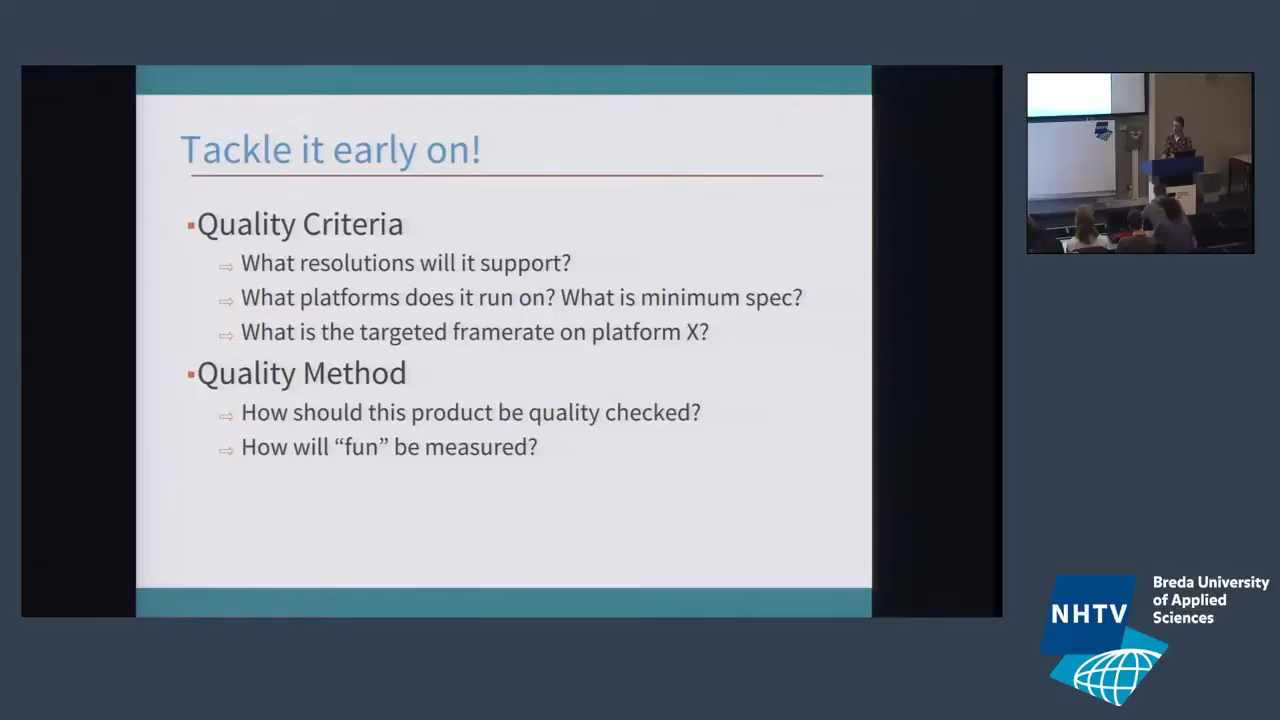 Tackle it early on!
▪Quality Criteria
⇨ What resolutions will it support?
⇨ What platforms does it run on? What is minimum spec?
⇨ What is the targeted framerate on platform X?
▪Quality Method
⇨ How should this product be quality checked?
⇨ How will “fun” be measured?
NHTV
NHTV
Breda University
of Applied
Sciences